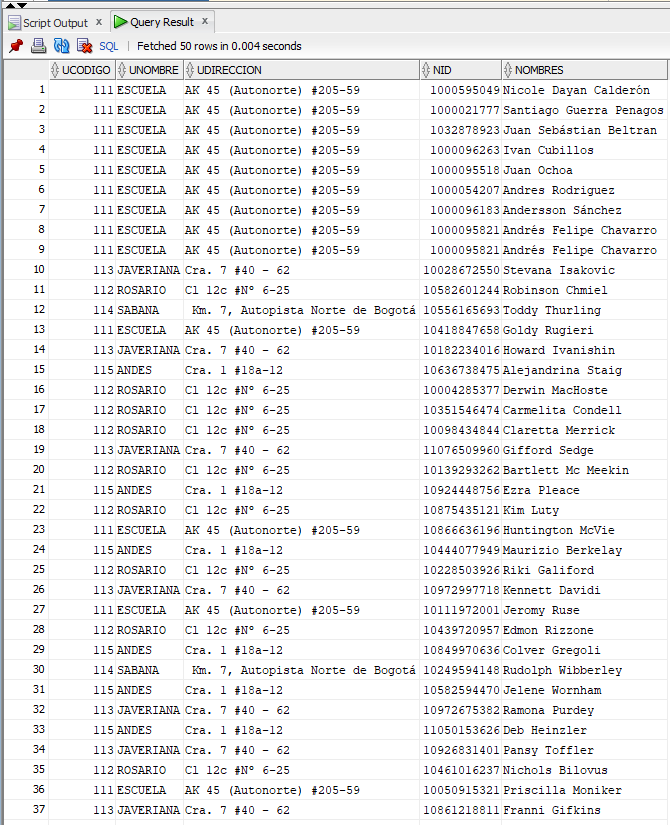 Script Output x Query Result x
SQL | Fetched 50 rows in 0.004 seconds
UCODIGO UNOMBRE UDIRECCION NID NOMBRES
1 111 ESCUELA AK 45 (Autonorte) #205-59 1000595049 Nicole Dayan Calderón
2 111 ESCUELA AK 45 (Autonorte) #205-59 1000021777 Santiago Guerra Penagos
3 111 ESCUELA AK 45 (Autonorte) #205-59 1032878923 Juan Sebástian Beltran
4 111 ESCUELA AK 45 (Autonorte) #205-59 1000096263 Ivan Cubillos
5 111 ESCUELA AK 45 (Autonorte) #205-59 1000095518 Juan Ochoa
6 111 ESCUELA AK 45 (Autonorte) #205-59 1000054207 Andres Rodriguez
7 111 ESCUELA AK 45 (Autonorte) #205-59 1000096183 Andersson Sánchez
8 111 ESCUELA AK 45 (Autonorte) #205-59 1000095821 Andrés Felipe Chavarro
9 111 ESCUELA AK 45 (Autonorte) #205-59 1000095821 Andrés Felipe Chavarro
10 113 JAVERIANA Cra. 7 #40 - 62 10028672550 Stevana Isakovic
11 112 ROSARIO Cl 12c #Nº 6-25 10582601244 Robinson Chmiel
12 114 SABANA Km. 7, Autopista Norte de Bogotá 10556165693 Toddy Thurling
13 111 ESCUELA AK 45 (Autonorte) #205-59 10418847658 Goldy Rugieri
14 113 JAVERIANA Cra. 7 #40 - 62 10182234016 Howard Ivanishin
15 115 ANDES Cra. 1 #18a-12 10636738475 Alejandrina Staig
16 112 ROSARIO Cl 12c #Nº 6-25 10004285377 Derwin MacHoste
17 112 ROSARIO Cl 12c #Nº 6-25 10351546474 Carmelita Condell
18 112 ROSARIO Cl 12c #Nº 6-25 10098434844 Claretta Merrick
19 113 JAVERIANA Cra. 7 #40 - 62 11076509960 Gifford Sedge
20 112 ROSARIO Cl 12c #Nº 6-25 10139293262 Bartlett Mc Meekin
21 115 ANDES Cra. 1 #18a-12 10924448756 Ezra Pleace
22 112 ROSARIO Cl 12c #Nº 6-25 10875435121 Kim Luty
23 111 ESCUELA AK 45 (Autonorte) #205-59 10866636196 Huntington McVie
24 115 ANDES Cra. 1 #18a-12 10444077949 Maurizio Berkelay
25 112 ROSARIO Cl 12c #Nº 6-25 10228503926 Riki Galiford
26 113 JAVERIANA Cra. 7 #40 - 62 10972997718 Kennett Davidi
27 111 ESCUELA AK 45 (Autonorte) #205-59 10111972001 Jeromy Ruse
28 112 ROSARIO Cl 12c #Nº 6-25 10439720957 Edmon Rizzone
29 115 ANDES Cra. 1 #18a-12 10849970636 Colver Gregoli
30 114 SABANA Km. 7, Autopista Norte de Bogotá 10249594148 Rudolph Wibberley
31 115 ANDES Cra. 1 #18a-12 10582594470 Jelene Wornham
32 113 JAVERIANA Cra. 7 #40 - 62 10972675382 Ramona Purdey
33 115 ANDES Cra. 1 #18a-12 11050153626 Deb Heinzler
34 113 JAVERIANA Cra. 7 #40 - 62 10926831401 Pansy Toffler
35 112 ROSARIO Cl 12c #Nº 6-25 10461016237 Nichols Bilovus
36 111 ESCUELA AK 45 (Autonorte) #205-59 10050915321 Priscilla Moniker
37 113 JAVERIANA Cra. 7 #40 - 62 10861218811 Franni Gifkins